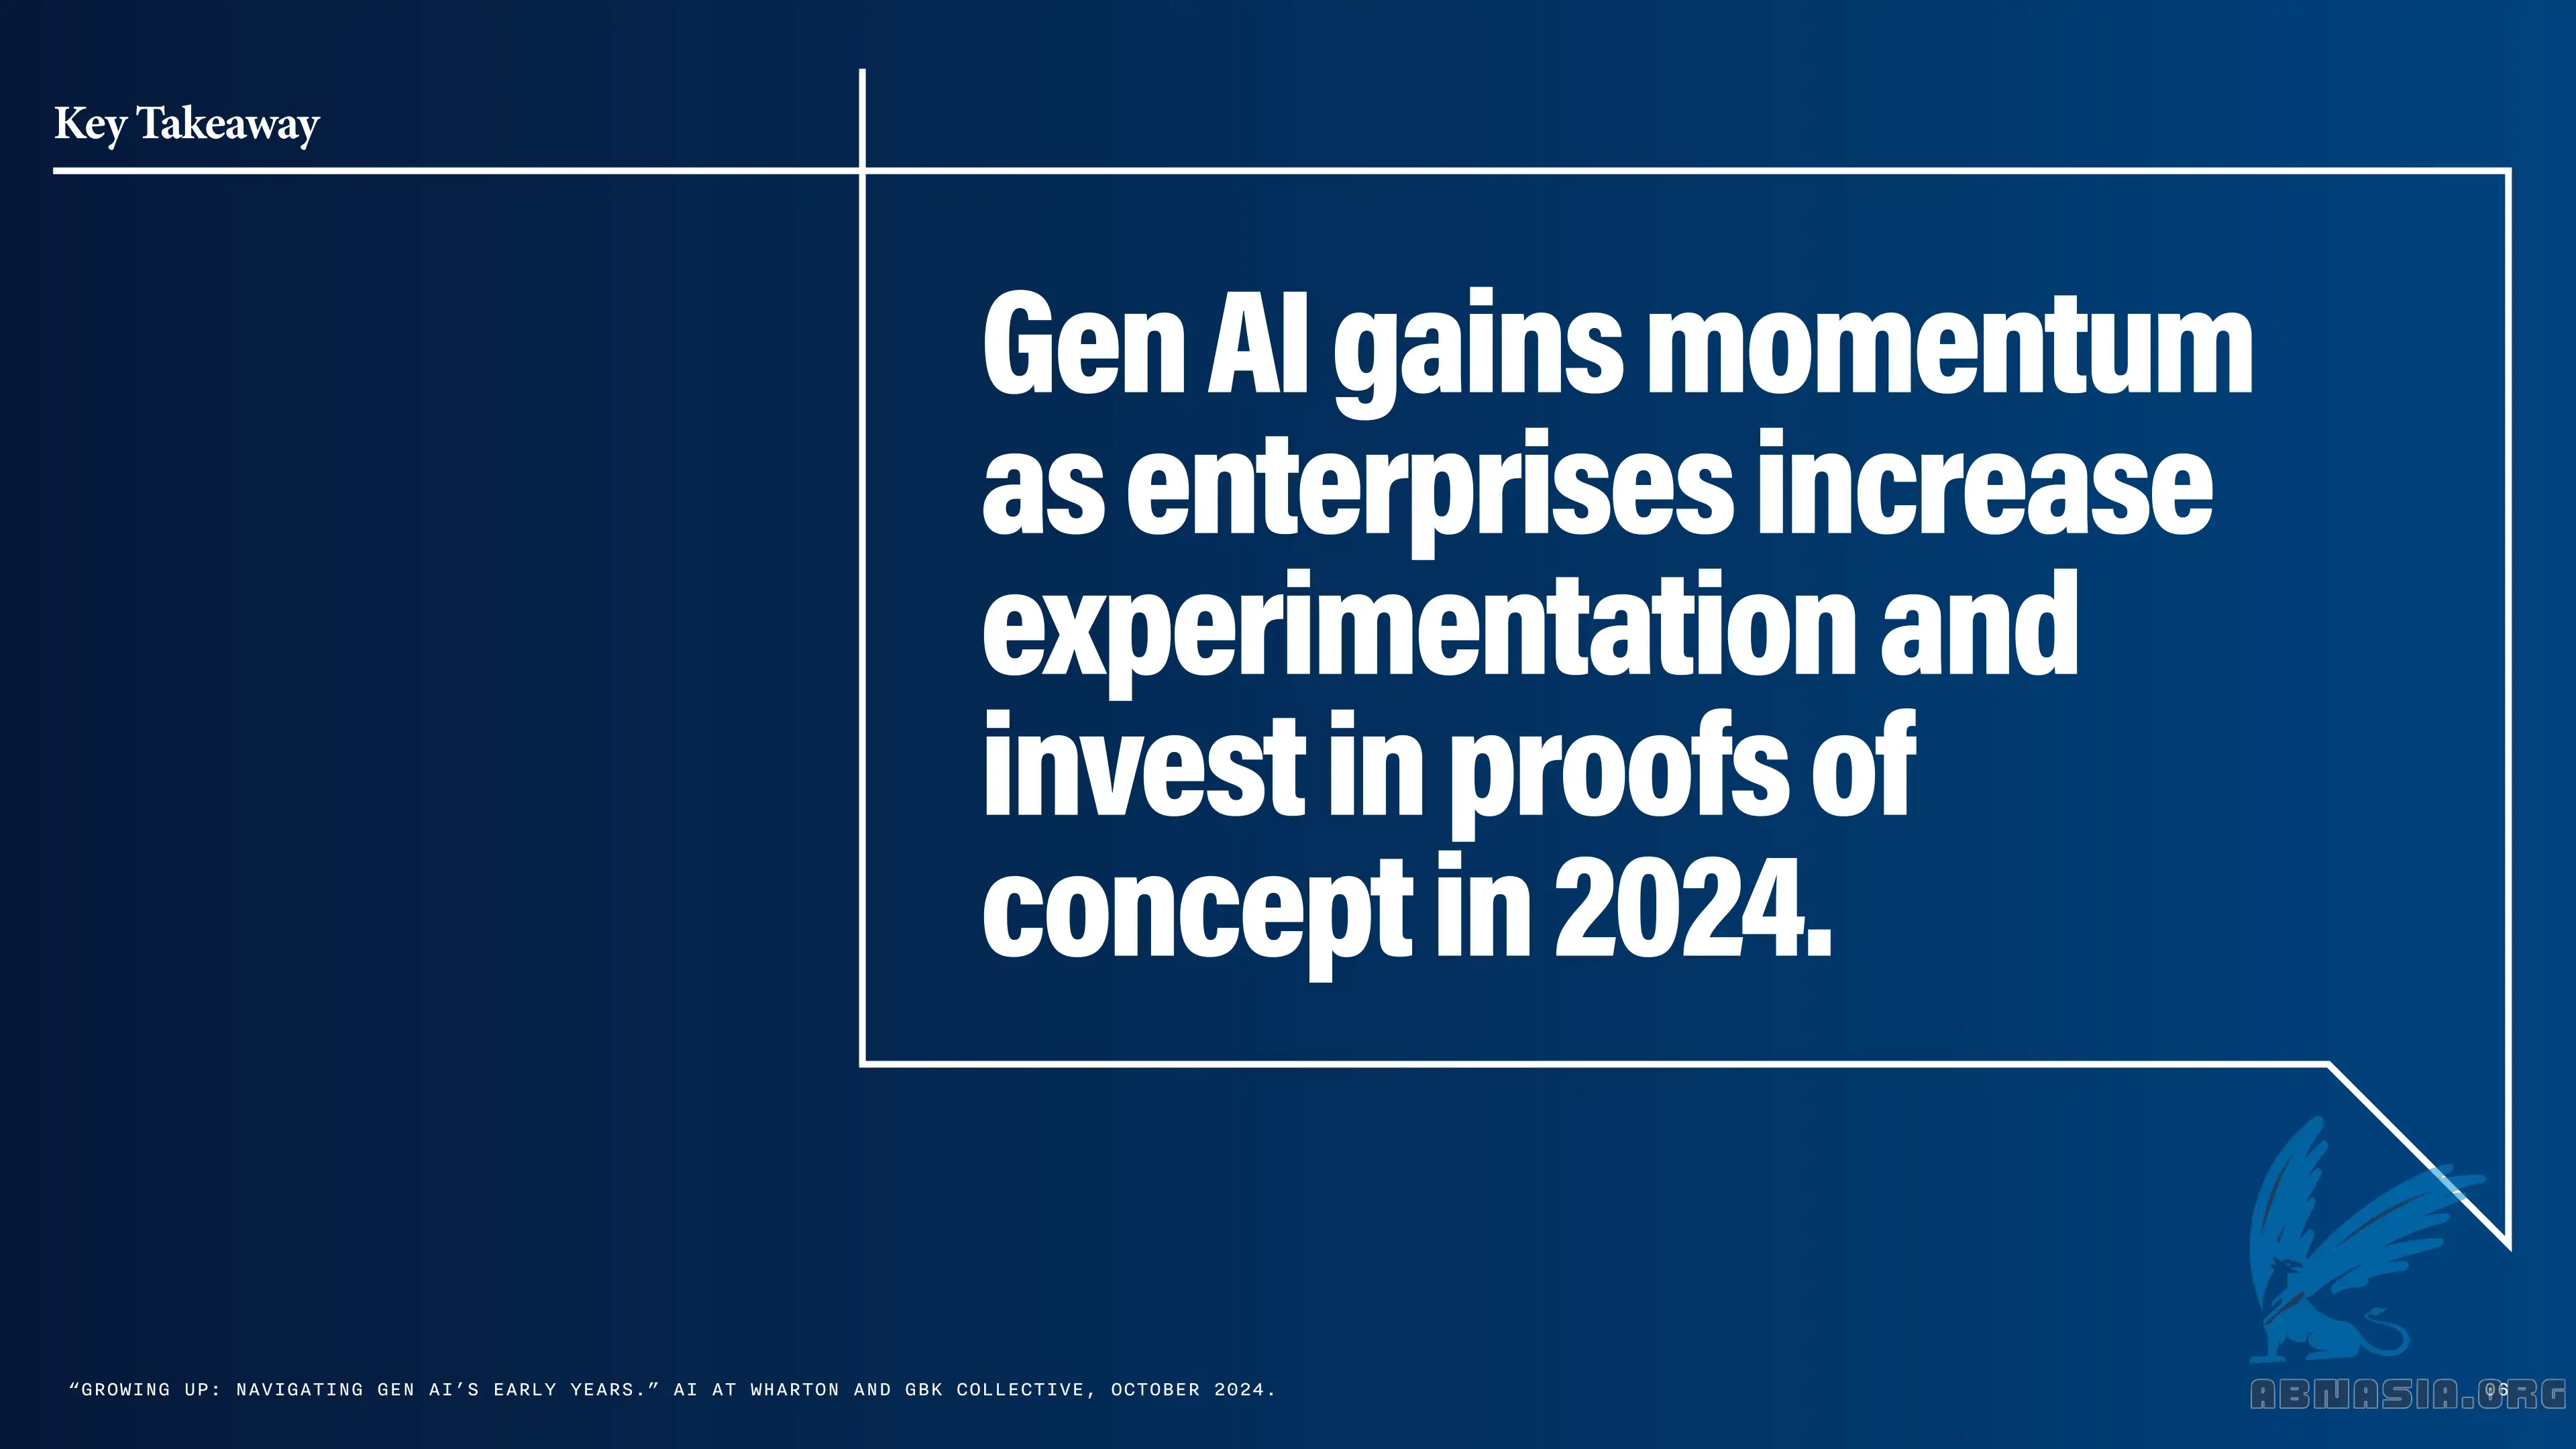 Key Takeaway
Gen AI gains momentum
as enterprises increase
experimentation and
invest in proofs of
concept in 2024.
“GROWING UP: NAVIGATING GEN AI’S EARLY YEARS.” AI AT WHARTON AND GBK COLLECTIVE, OCTOBER 2024.
06
ABNASIA.ORG